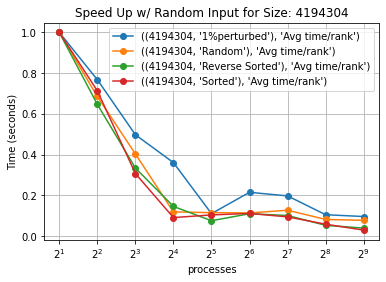 Speed Up w/ Random Input for Size: 4194304
((4194304, '1%perturbed'), 'Avg time/rank')
((4194304, 'Random'), 'Avg time/rank')
((4194304, 'Reverse Sorted'), 'Avg time/rank')
((4194304, 'Sorted'), 'Avg time/rank')
Time (seconds)
1.0
0.8
0.6
0.4
0.2
0.0
2¹ 2² 2³ 2⁴ 2⁵ 2⁶ 2⁷ 2⁸ 2⁹
processes